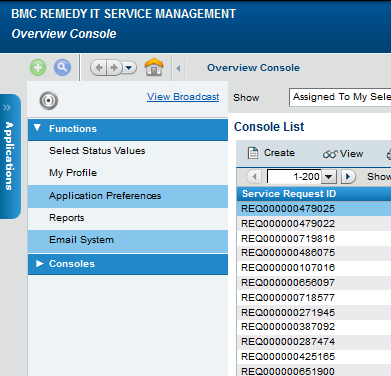 BMC REMEDY IT SERVICE MANAGEMENT
Overview Console
Overview Console
View Broadcast
Show
Assigned To My Sele
Applications
Functions
Select Status Values
My Profile
Application Preferences
Reports
Email System
Consoles
Console List
Create
View
1-200
Show
Service Request ID
REQ000000479025
REQ000000479022
REQ000000719816
REQ000000486075
REQ000000107016
REQ000000656097
REQ000000718577
REQ000000271945
REQ000000387092
REQ000000287474
REQ000000425165
REQ000000651900